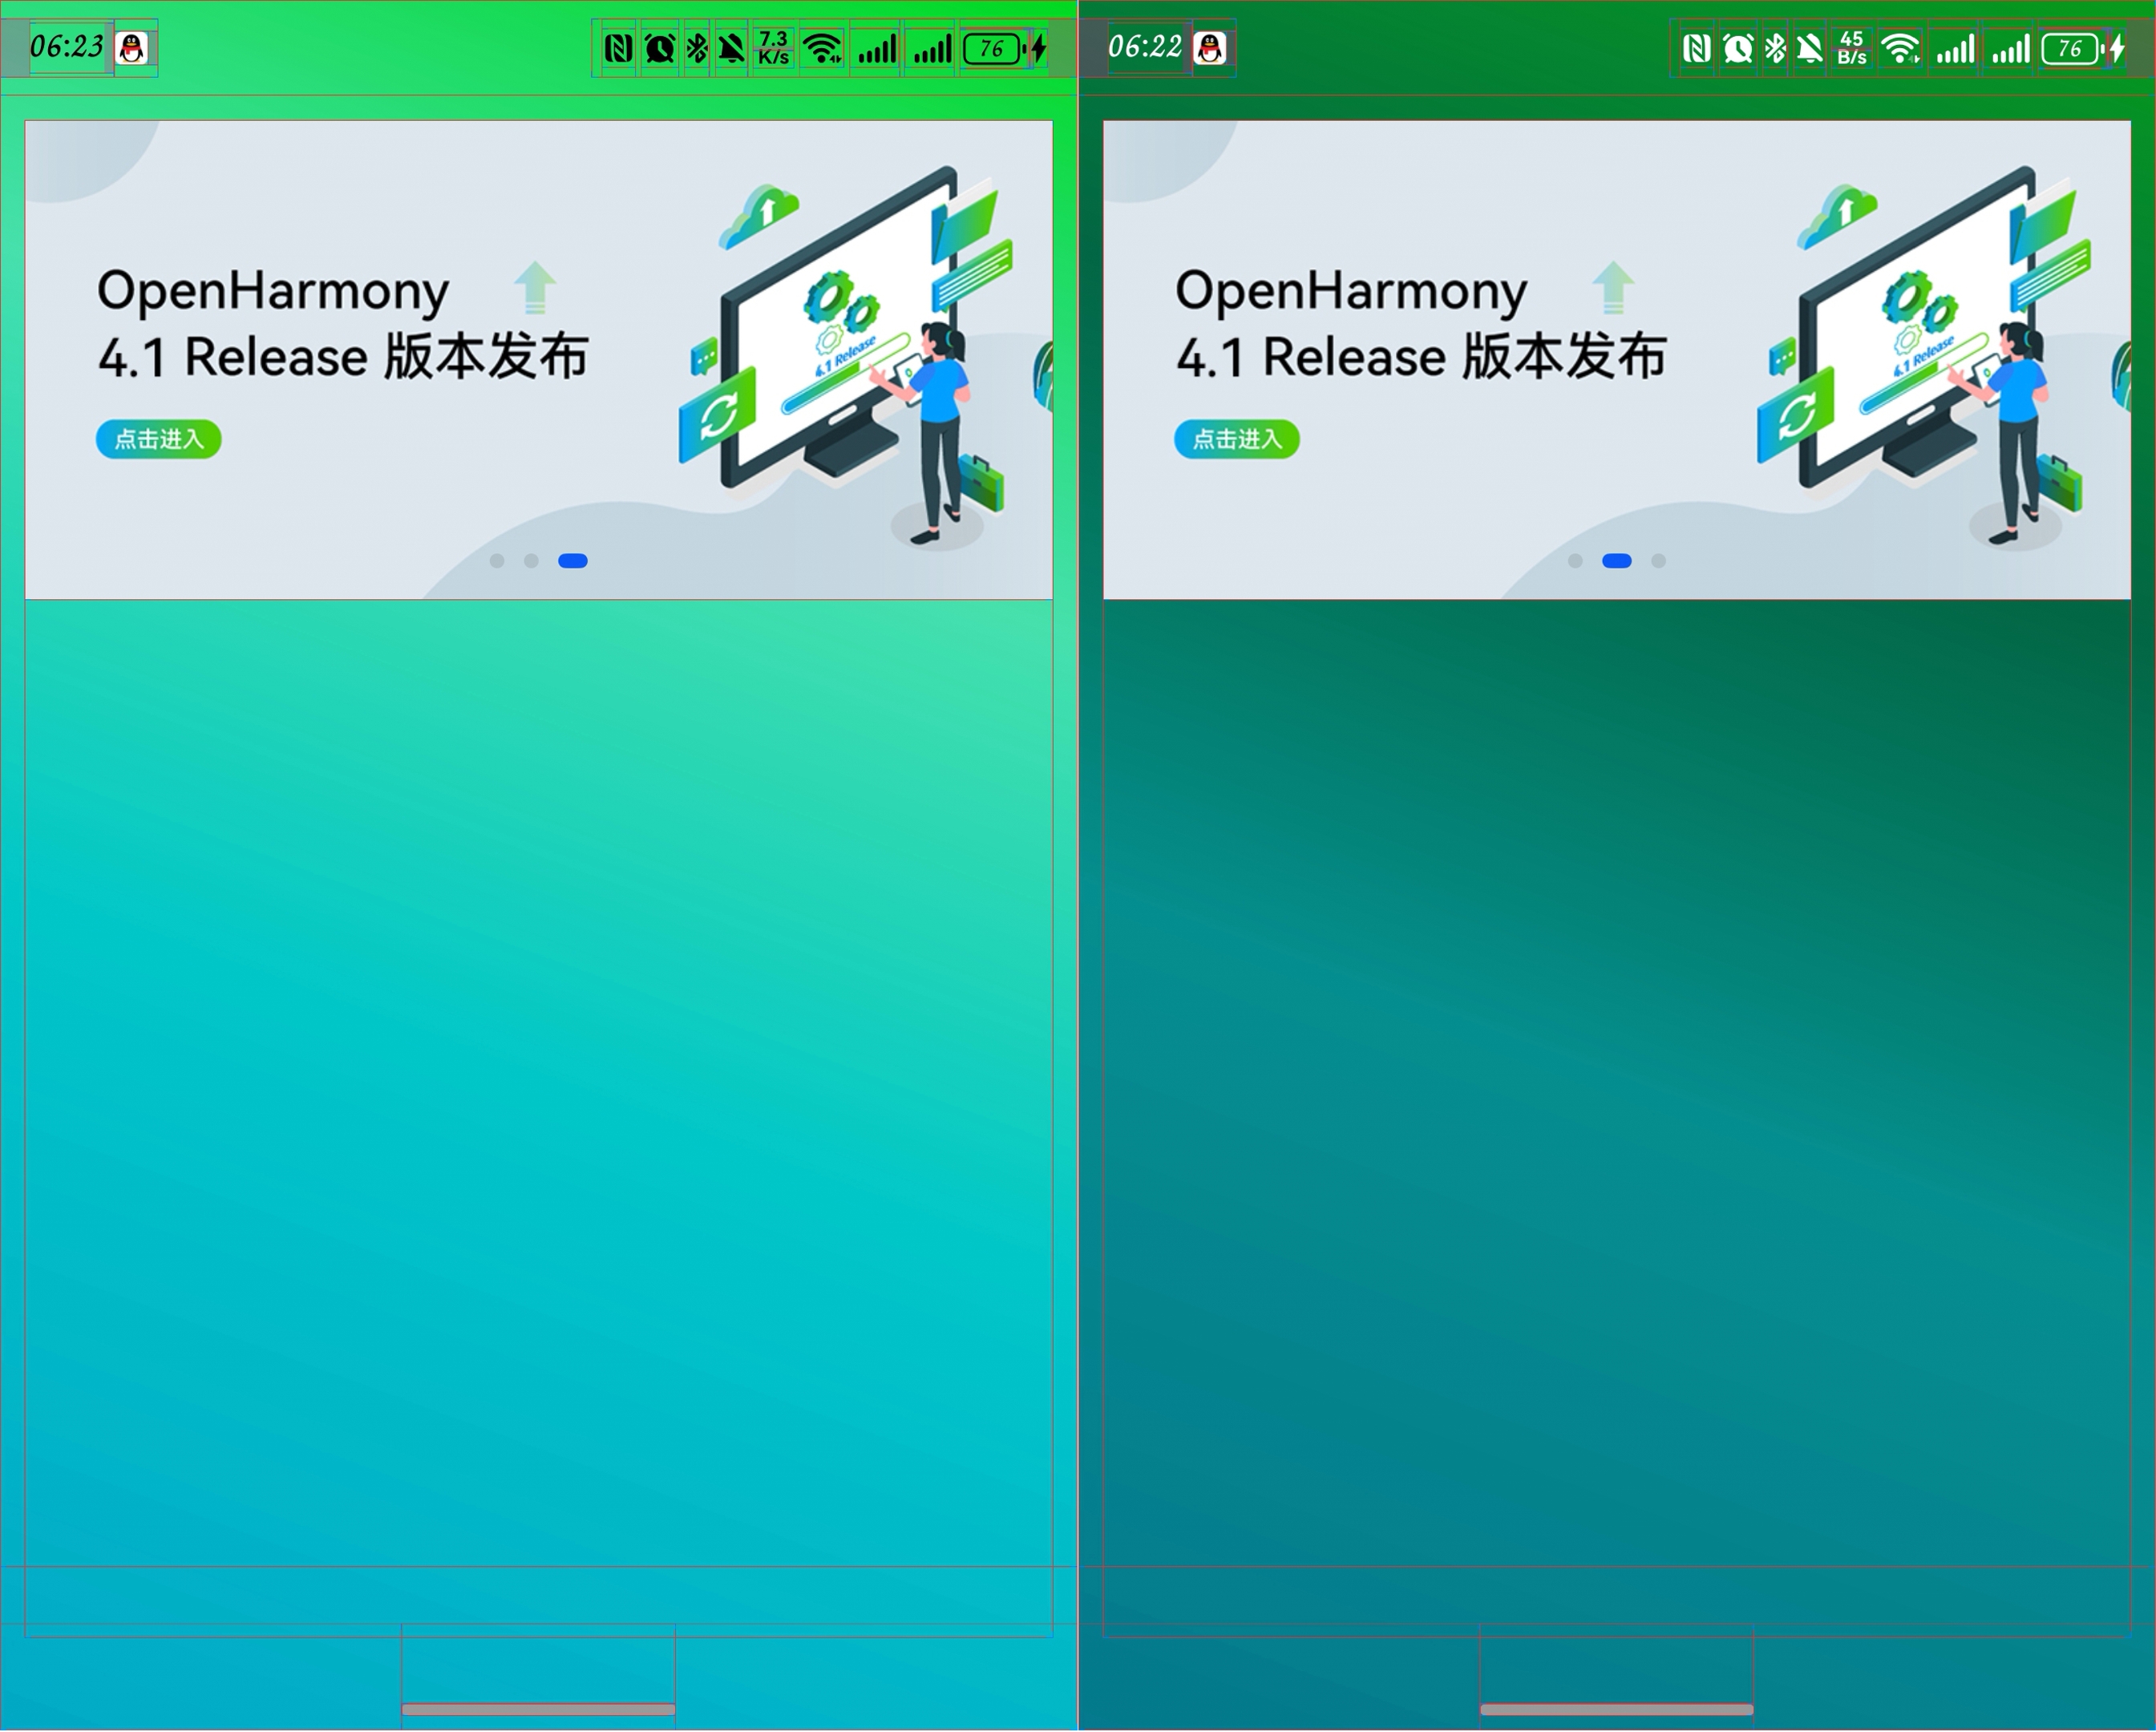 06:23
7.3
K/s
76
OpenHarmony
4.1 Release 版本发布
点击进入
4.1 Release
06:22
45
B/s
76
OpenHarmony
4.1 Release 版本发布
点击进入
4.1 Release